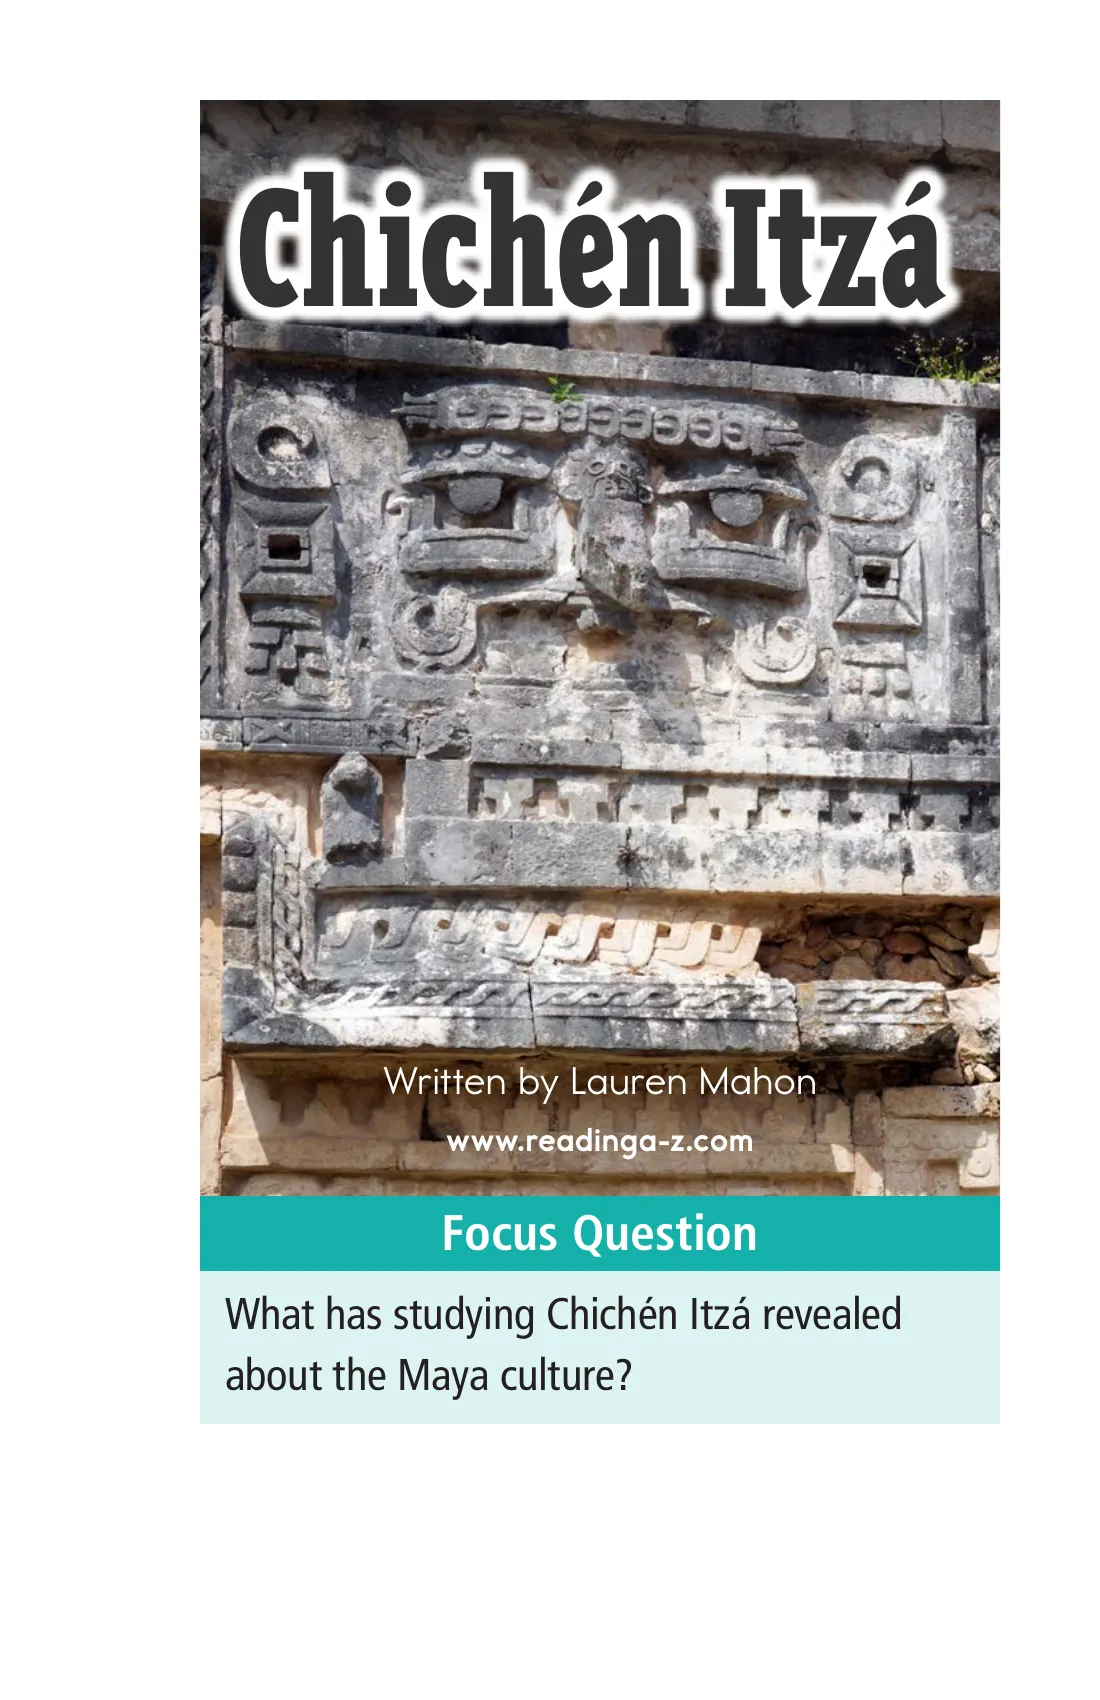 Chichén Itzá
Written by Lauren Mahon
www.readinga-z.com
Focus Question
What has studying Chichén Itzá revealed
about the Maya culture?